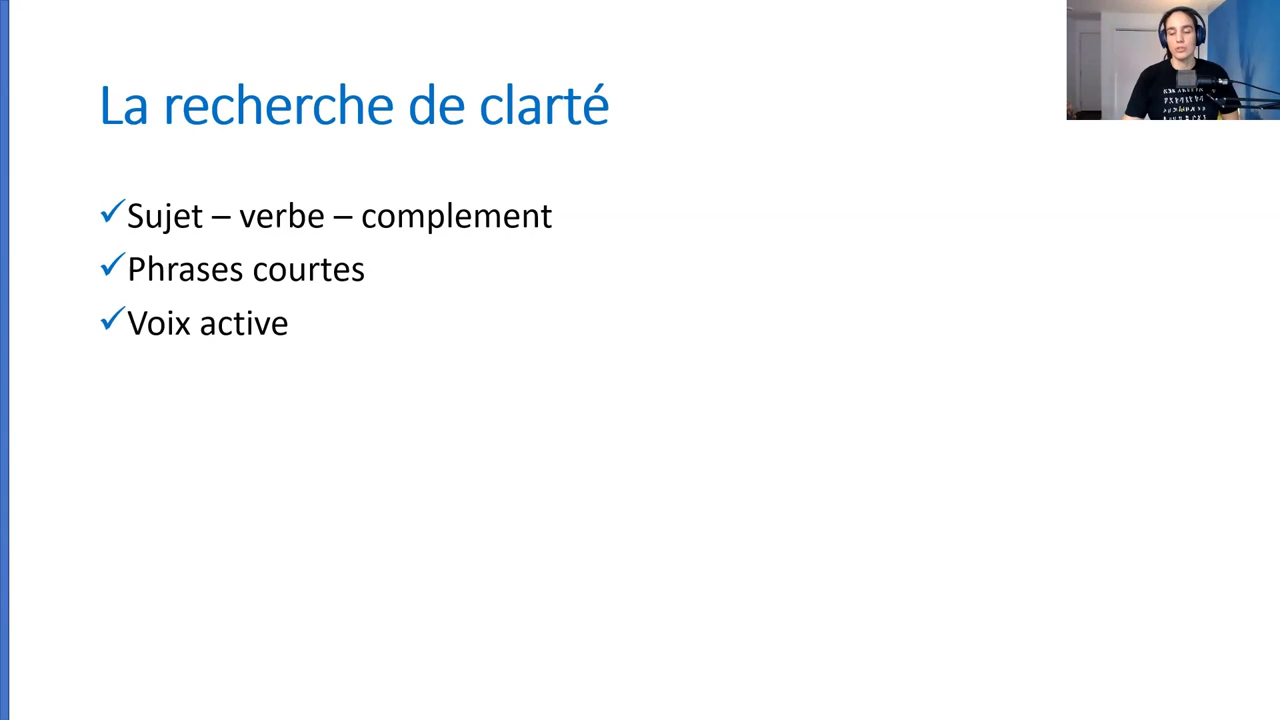 La recherche de clarté
Sujet – verbe – complement
Phrases courtes
Voix active